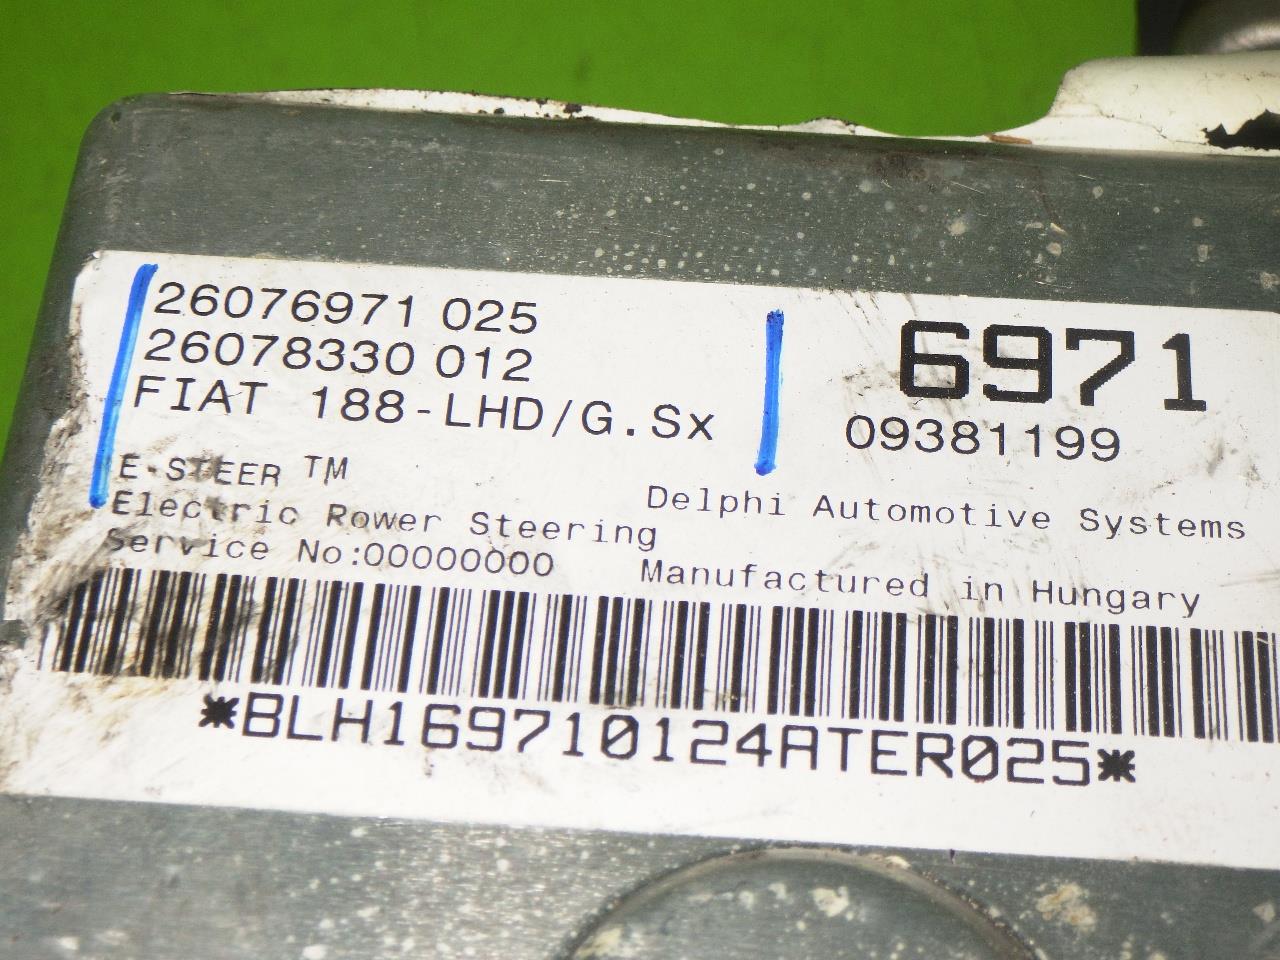 26076971 025
26078330 012
FIAT 188-LHD/G.Sx
6971
09381199
E-STEER TM
Electric Rower Steering
Service No:00000000
Delphi Automotive Systems
Manufactured in Hungary
*BLH169710124ATER025*